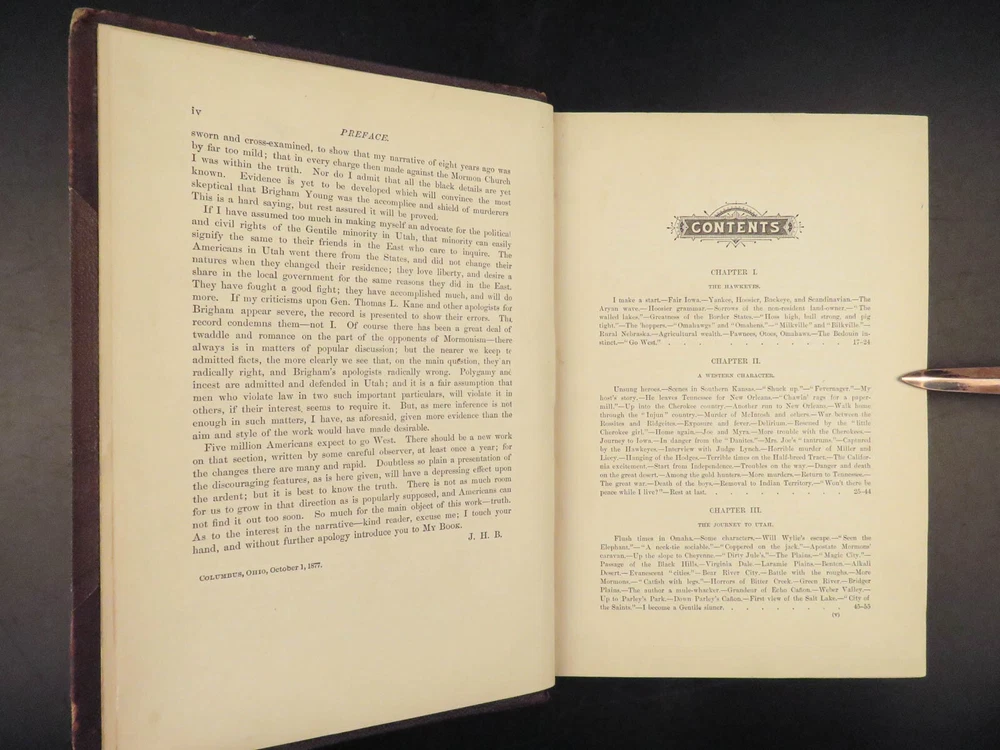 iv
PREFACE.
sworn and cross-examined, to show that my narrative of eight years ago was
by far too mild; that in every charge then made against the Mormon Church
I was within the truth. Nor do I admit that all the black details are yet
known. Evidence is yet to be developed which will convince the most
skeptical that Brigham Young was the accomplice and shield of murderers
This is a hard saying, but rest assured it will be proved.
If I have assumed too much in making myself an advocate for the political
and civil rights of the Gentile minority in Utah, that minority can easily
signify the same to their friends in the East who care to inquire. The
Americans in Utah went there from the States, and did not change their
natures when they changed their residence; they love liberty, and desire a
share in the local government for the same reasons they did in the East.
They have fought a good fight; they have accomplished much, and will do
more. If my criticisms upon Gen. Thomas L. Kane and other apologists for
Brigham appear severe, the record is presented to show their errors. The
record condemns them—not I. Of course there has been a great deal of
twaddle and romance on the part of the opponents of Mormonism—there
always is in matters of popular discussion; but the nearer we keep to
admitted facts, the more clearly we see that, on the main question, they are
radically right, and Brigham's apologists radically wrong. Polygamy and
incest are admitted and defended in Utah; and it is a fair assumption that
men who violate law in two such important particulars, will violate it in
others, if their interest seems to require it. But, as mere inference is not
enough in such matters, I have, as aforesaid, given more evidence than the
aim and style of the work would have made desirable.
Five million Americans expect to go West. There should be a new work
on that section, written by some careful observer, at least once a year; for
the changes there are many and rapid. Doubtless so plain a presentation of
the discouraging features, as is here given, will have a depressing effect upon
the ardent; but it is best to know the truth. There is not as much room
for us to grow in that direction as is popularly supposed, and Americans can
not find it out too soon. So much for the main object of this work—truth.
As to the interest in the narrative—kind reader, excuse me; I touch your
hand, and without further apology introduce you to My Book.
J. H. B.
Columbus, Ohio, October 1, 1877.
CONTENTS
CHAPTER I.
THE HAWKEYES.
I make a start.—Fair Iowa.—Yankee, Hoosier, Buckeye, and Scandinavian.—The
Aryan wave.—Hoosier grammar.—Sorrows of the non-resident land-owner.—"The
walled lakes."—Greatness of the Border States.—"Hoss high, bull strong, and pig
tight."—The 'hoppers.—"Omahawgs" and "Omahens."—"Milkville" and "Bilkville."—
Rural Nebraska.—Agricultural wealth.—Pawnees, Otoes, Omahawa.—The Bedouin in-
stinct.—"Go West." . . . . . . . . . . 17-24
CHAPTER II.
A WESTERN CHARACTER.
Unsung heroes.—Scenes in Southern Kansas.—"Shuck up."—"Feveranger."—My
host's story.—He leaves Tennessee for New Orleans.—"Chawin' rags for a paper-
mill."—Up into the Cherokee country.—Another run to New Orleans.—Walk home
through the "Injun" country.—Murder of McIntosh and others.—War between the
Rossites and Ridgeites.—Exposure and fever.—Delirium.—Rescued by the "little
Cherokee girl."—Home again.—Joe and Myra.—More trouble with the Cherokees.—
Journey to Iowa.—In danger from the "Danites."—Mrs. Joe's "tantrums."—Captured
by the Hawkeyes.—Interview with Judge Lynch.—Horrible murder of Miller and
Liecy.—Hanging of the Hodges.—Terrible times on the Half-breed Tract.—The Califor-
nia excitement.—Start from Independence.—Troubles on the way.—Danger and death
on the great desert.—Among the gold hunters.—More murders.—Return to Tennessee.—
The great war.—Death of the boys.—Removal to Indian Territory.—"Won't there be
peace while I live?"—Rest at last. . . . . . . . . 25-44
CHAPTER III.
THE JOURNEY TO UTAH.
Flush times in Omaha.—Some characters.—Will Wylie's escape.—"Seen the
Elephant."—"A neck-tie sociable."—"Coppered on the jack."—Apostate Mormons'
caravan.—Up the slope to Cheyenne.—"Dirty Jule's."—The Plains.—"Magic City."—
Passage of the Black Hills.—Virginia Dale.—Laramie Plains.—Benton.—Alkali
Desert.—Evanescent "cities."—Bear River City.—Battle with the roughs.—More
Mormons.—"Catfish with legs."—Horrors of Bitter Creek.—Green River.—Bridger
Plains.—The author a mule-whacker.—Grandeur of Echo Cañon.—Weber Valley.—
Up to Parley's Park.—Down Parley's Cañon.—First view of the Salt Lake.—"City of
the Saints."—I become a Gentile sinner. . . . . . . . . 45-53
(v)